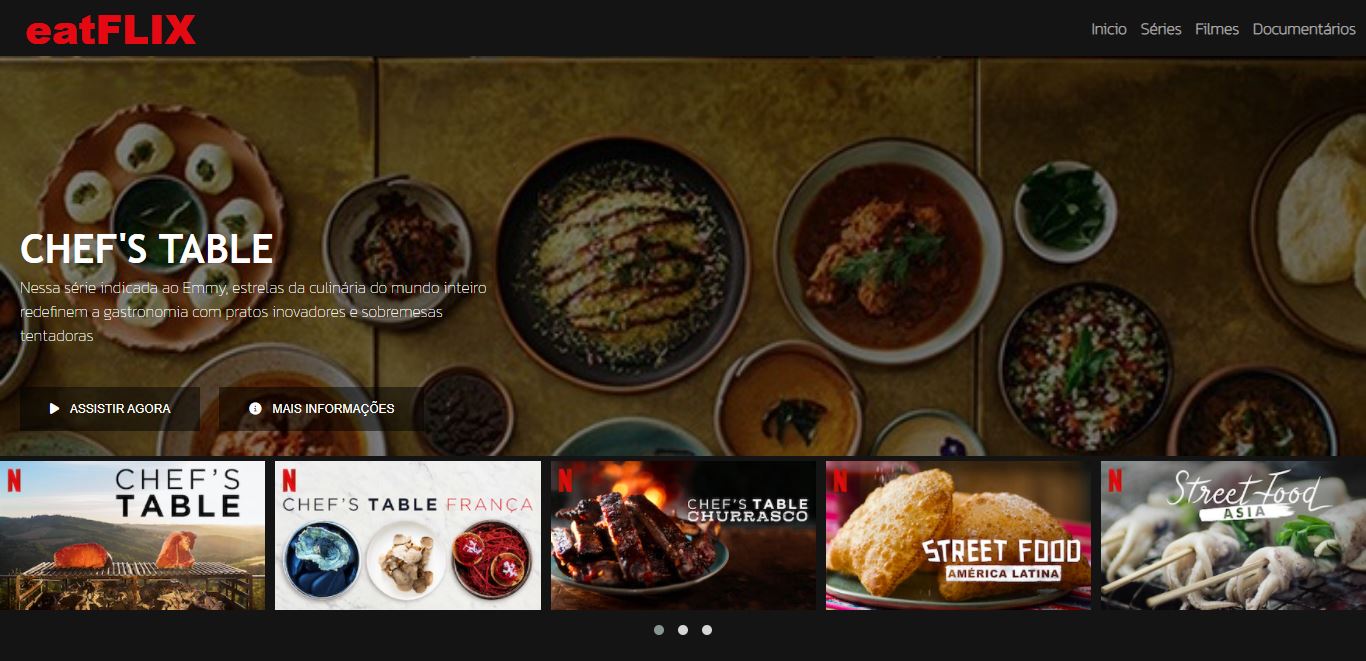 eatFLIX
Inicio Séries Filmes Documentários
CHEF'S TABLE
Nessa série indicada ao Emmy, estrelas da culinária do mundo inteiro
redefinem a gastronomia com pratos inovadores e sobremesas
tentadoras
ASSISTIR AGORA
MAIS INFORMAÇÕES
N
CHEF'S
TABLE
N
CHEF'S TABLE FRANÇA
N
CHEF'S TABLE
CHURRASCO
N
STREET FOOD
AMÉRICA LATINA
N
Street Food
ASIA